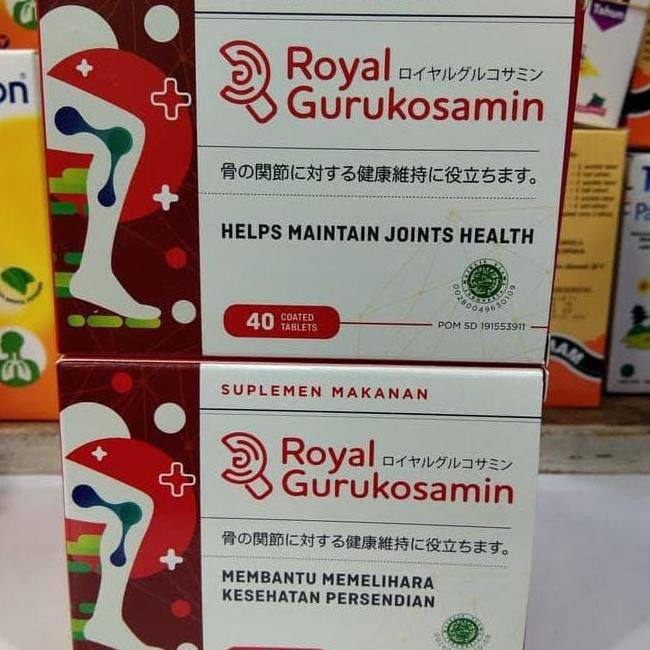 Royal ロイヤルグルコサミン
Gurukosamin
骨の関節に対する健康維持に役立ちます。
HELPS MAINTAIN JOINTS HEALTH
00280049630109
40 COATED
TABLETS
POM SD 191553911
SUPLEMEN MAKANAN
Royal ロイヤルグルコサミン
Gurukosamin
骨の関節に対する健康維持に役立ちます。
MEMBANTU MEMELIHARA
KESEHATAN PERSENDIAN
Tahun